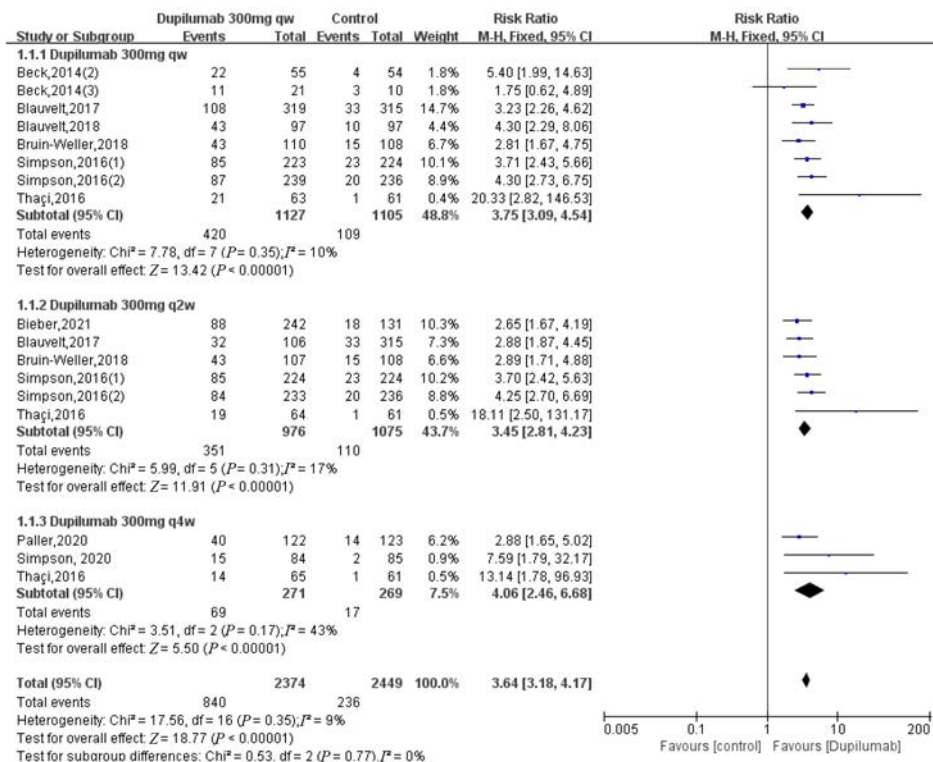 Dupilumab 300mg qw Control Risk Ratio Risk Ratio
Study or Subgroup Events Total Events Total Weight M-H, Fixed, 95% CI M-H, Fixed, 95% CI
1.1.1 Dupilumab 300mg qw
Beck,2014(2) 22 55 4 54 1.8% 5.40 [1.99, 14.63]
Beck,2014(3) 11 21 3 10 1.8% 1.75 [0.62, 4.89]
Blauvelt,2017 108 319 33 315 14.7% 3.23 [2.26, 4.62]
Blauvelt,2018 43 97 10 97 4.4% 4.30 [2.29, 8.06]
Bruin-Weller,2018 43 110 15 108 6.7% 2.81 [1.67, 4.75]
Simpson,2016(1) 85 223 23 224 10.1% 3.71 [2.43, 5.66]
Simpson,2016(2) 87 239 20 236 8.9% 4.30 [2.73, 6.75]
Thaçi,2016 21 63 1 61 0.4% 20.33 [2.82, 146.53]
Subtotal (95% CI) 1127 1105 48.8% 3.75 [3.09, 4.54]
Total events 420 109
Heterogeneity: Chi² = 7.78, df = 7 (P = 0.35); I² = 10%
Test for overall effect: Z = 13.42 (P < 0.00001)
1.1.2 Dupilumab 300mg q2w
Bieber,2021 88 242 18 131 10.3% 2.65 [1.67, 4.19]
Blauvelt,2017 32 106 33 315 7.3% 2.88 [1.87, 4.45]
Bruin-Weller,2018 43 107 15 108 6.6% 2.89 [1.71, 4.88]
Simpson,2016(1) 85 224 23 224 10.2% 3.70 [2.42, 5.63]
Simpson,2016(2) 84 233 20 236 8.8% 4.25 [2.70, 6.69]
Thaçi,2016 19 64 1 61 0.5% 18.11 [2.50, 131.17]
Subtotal (95% CI) 976 1075 43.7% 3.45 [2.81, 4.23]
Total events 351 110
Heterogeneity: Chi² = 5.99, df = 5 (P = 0.31); I² = 17%
Test for overall effect: Z = 11.91 (P < 0.00001)
1.1.3 Dupilumab 300mg q4w
Paller,2020 40 122 14 123 6.2% 2.88 [1.65, 5.02]
Simpson, 2020 15 84 2 85 0.9% 7.59 [1.79, 32.17]
Thaçi,2016 14 65 1 61 0.5% 13.14 [1.78, 96.93]
Subtotal (95% CI) 271 269 7.5% 4.06 [2.46, 6.68]
Total events 69 17
Heterogeneity: Chi² = 3.51, df = 2 (P = 0.17); I² = 43%
Test for overall effect: Z = 5.50 (P < 0.00001)
Total (95% CI) 2374 2449 100.0% 3.64 [3.18, 4.17]
Total events 840 236
Heterogeneity: Chi² = 17.56, df = 16 (P = 0.35); I² = 9%
Test for overall effect: Z = 18.77 (P < 0.00001)
Test for subgroup differences: Chi² = 0.53, df = 2 (P = 0.77), I² = 0%
0.005 0.1 1 10 200
Favours [control] Favours [Dupilumab]